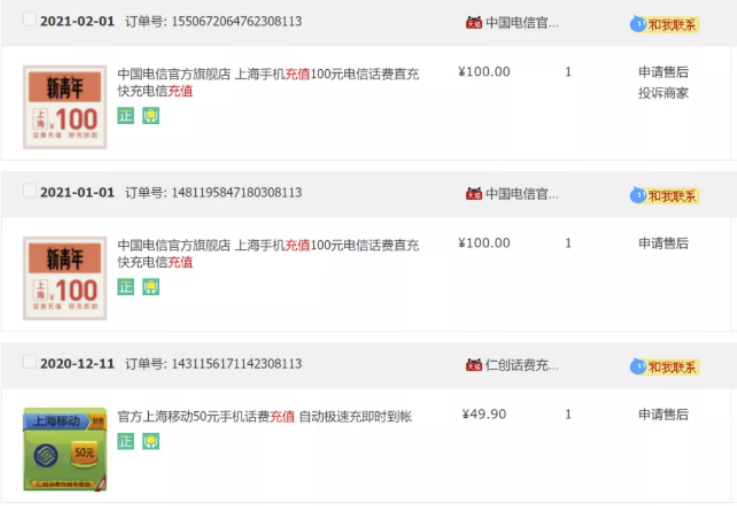 2021-02-01 订单号: 1550672064762308113 天猫 中国电信官... 和我联系
新青年
上海 ¥100
中国电信官方旗舰店 上海手机充值100元电信话费直充
快充电信充值
正
¥100.00 1 申请售后
投诉商家
2021-01-01 订单号: 1481195847180308113 天猫 中国电信官... 和我联系
新青年
上海 ¥100
中国电信官方旗舰店 上海手机充值100元电信话费直充
快充电信充值
正
¥100.00 1 申请售后
2020-12-11 订单号: 1431156171142308113 天猫 仁创话费充... 和我联系
上海移动
50元
官方上海移动50元手机话费充值 自动极速充即时到帐
正
¥49.90 1 申请售后